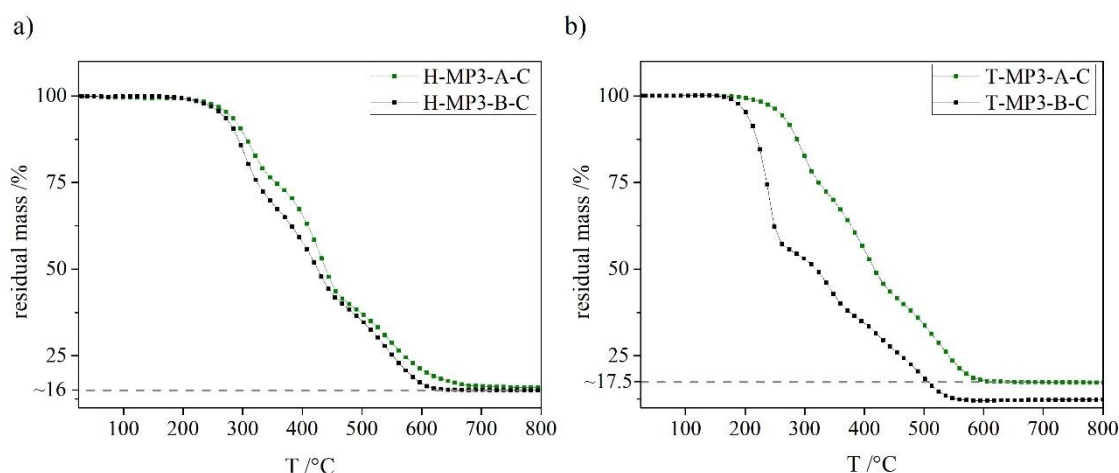 a)
H-MP3-A-C
H-MP3-B-C
100
75
50
25
~16
residual mass /%
100 200 300 400 500 600 700 800
T /°C
b)
T-MP3-A-C
T-MP3-B-C
100
75
50
25
~17.5
residual mass /%
100 200 300 400 500 600 700 800
T /°C